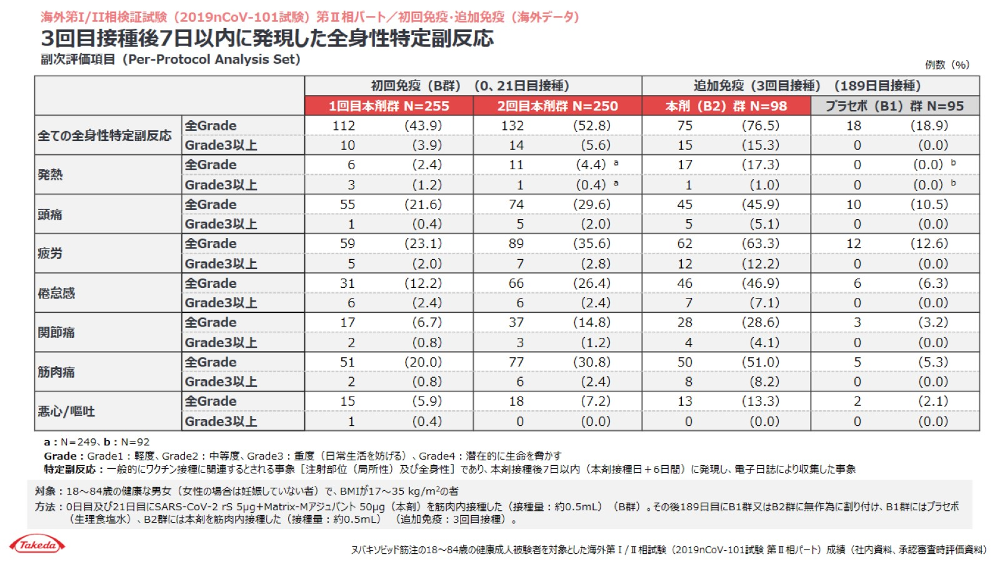 海外第I/II相検証試験（2019nCoV-101試験）第Ⅱ相パート／初回免疫･追加免疫（海外データ）
3回目接種後7日以内に発現した全身性特定副反応
副次評価項目（Per-Protocol Analysis Set）
例数（%）
初回免疫（B群）（0、21日目接種） 追加免疫（3回目接種）（189日目接種）
1回目本剤群 N=255 2回目本剤群 N=250 本剤（B2）群 N=98 プラセボ（B1）群 N=95
全ての全身性特定副反応 全Grade 112 (43.9) 132 (52.8) 75 (76.5) 18 (18.9)
Grade3以上 10 (3.9) 14 (5.6) 15 (15.3) 0 (0.0)
発熱 全Grade 6 (2.4) 11 (4.4) a 17 (17.3) 0 (0.0) b
Grade3以上 3 (1.2) 1 (0.4) a 1 (1.0) 0 (0.0) b
頭痛 全Grade 55 (21.6) 74 (29.6) 45 (45.9) 10 (10.5)
Grade3以上 1 (0.4) 5 (2.0) 5 (5.1) 0 (0.0)
疲労 全Grade 59 (23.1) 89 (35.6) 62 (63.3) 12 (12.6)
Grade3以上 5 (2.0) 7 (2.8) 12 (12.2) 0 (0.0)
倦怠感 全Grade 31 (12.2) 66 (26.4) 46 (46.9) 6 (6.3)
Grade3以上 6 (2.4) 6 (2.4) 7 (7.1) 0 (0.0)
関節痛 全Grade 17 (6.7) 37 (14.8) 28 (28.6) 3 (3.2)
Grade3以上 2 (0.8) 3 (1.2) 4 (4.1) 0 (0.0)
筋肉痛 全Grade 51 (20.0) 77 (30.8) 50 (51.0) 5 (5.3)
Grade3以上 2 (0.8) 6 (2.4) 8 (8.2) 0 (0.0)
悪心/嘔吐 全Grade 15 (5.9) 18 (7.2) 13 (13.3) 2 (2.1)
Grade3以上 1 (0.4) 0 (0.0) 0 (0.0) 0 (0.0)
a：N=249、b：N=92
Grade：Grade1：軽度、Grade2：中等度、Grade3：重度（日常生活を妨げる）、Grade4：潜在的に生命を脅かす
特定副反応：一般的にワクチン接種に関連するとされる事象［注射部位（局所性）及び全身性］であり、本剤接種後7日以内（本剤接種日＋6日間）に発現し、電子日誌により収集した事象
対象：18～84歳の健康な男女（女性の場合は妊娠していない者）で、BMIが17～35 kg/m²の者
方法：0日目及び21日目にSARS-CoV-2 rS 5μg+Matrix-Mアジュバント 50μg（本剤）を筋肉内接種した（接種量：約0.5mL）（B群）。その後189日目にB1群又はB2群に無作為に割り付け、B1群にはプラセボ
（生理食塩水）、B2群には本剤を筋肉内接種した（接種量：約0.5mL）（追加免疫：3回目接種）。
Takeda
ヌバキソビッド筋注の18～84歳の健康成人被験者を対象とした海外第Ⅰ/Ⅱ相試験（2019nCoV-101試験 第Ⅱ相パート）成績（社内資料、承認審査時評価資料）